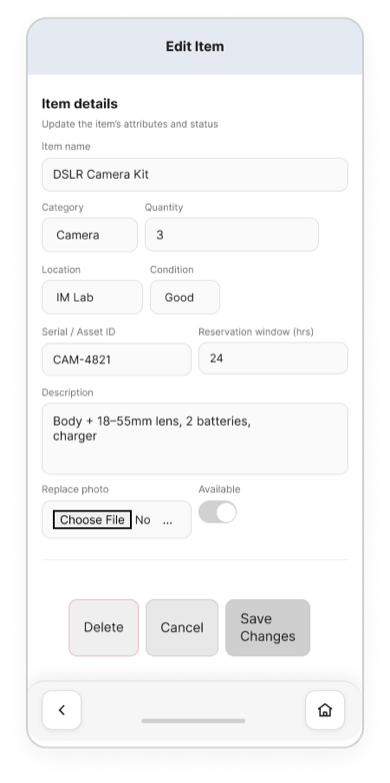 Edit Item
Item details
Update the item's attributes and status
Item name
DSLR Camera Kit
Category Quantity
Camera 3
Location Condition
IM Lab Good
Serial / Asset ID Reservation window (hrs)
CAM-4821 24
Description
Body + 18–55mm lens, 2 batteries,
charger
Replace photo Available
Choose File No ...
Delete Cancel Save
Changes